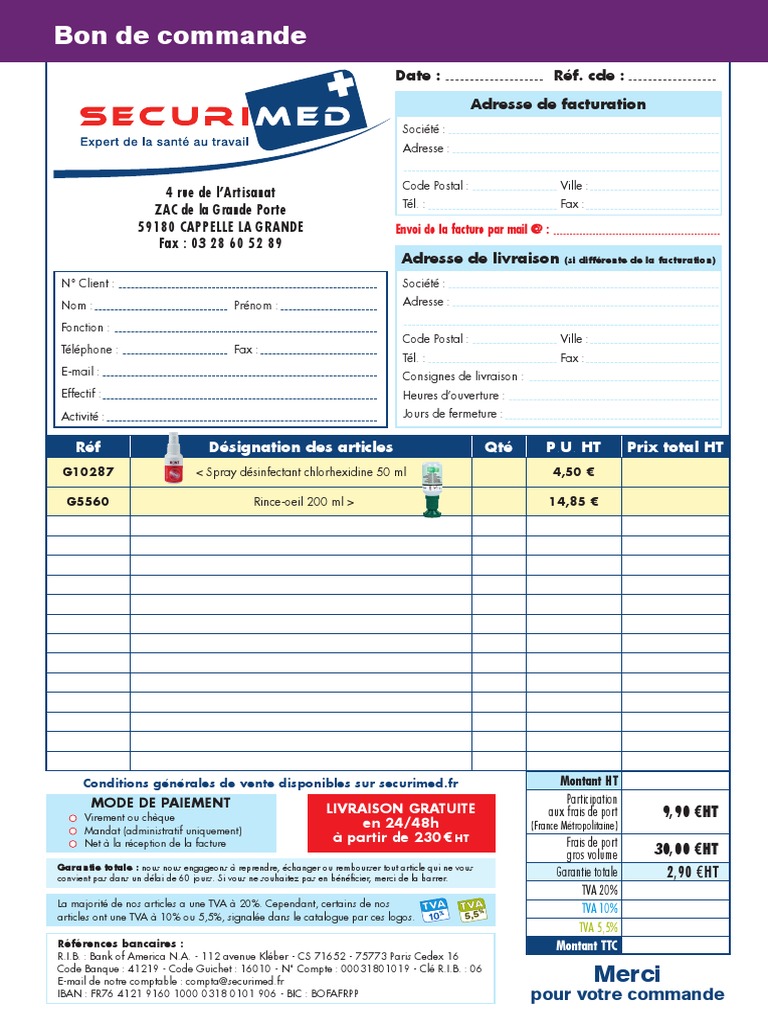 Bon de commande
SECURIMED
Expert de la santé au travail
4 rue de l'Artisanat
ZAC de la Grande Porte
59180 CAPPELLE LA GRANDE
Fax : 03 28 60 52 89
Date : Réf. cde :
Adresse de facturation
Société :
Adresse :
Code Postal : Ville :
Tél. : Fax :
Envoi de la facture par mail @ :
Adresse de livraison (si différente de la facturation)
Société :
Adresse :
Code Postal : Ville :
Tél. : Fax :
Consignes de livraison :
Heures d'ouverture :
Jours de fermeture :
N° Client :
Nom : Prénom :
Fonction :
Téléphone : Fax :
E-mail :
Effectif :
Activité :
Réf Désignation des articles Qté P U HT Prix total HT
G10287 < Spray désinfectant chlorhexidine 50 ml 4,50 €
G5560 Rince-oeil 200 ml > 14,85 €
Conditions générales de vente disponibles sur securimed.fr
MODE DE PAIEMENT
Virement ou chèque
Mandat (administratif uniquement)
Net à la réception de la facture
LIVRAISON GRATUITE
en 24/48h
à partir de 230 € HT
Garantie totale : nous nous engageons à reprendre, échanger ou rembourser tout article qui ne vous
convient pas dans un délai de 60 jours. Si vous ne souhaitez pas en bénéficier, merci de la barrer.
La majorité de nos articles a une TVA à 20%. Cependant, certains de nos
articles ont une TVA à 10% ou 5,5%, signalée dans le catalogue par ces logos.
TVA 10% TVA 5,5%
Références bancaires :
R.I.B. : Bank of America N.A. - 112 avenue Kléber - CS 71652 - 75773 Paris Cedex 16
Code Banque : 41219 - Code Guichet : 16010 - N° Compte : 00031801019 - Clé R.I.B. : 06
E-mail de notre comptable : compta@securimed.fr
IBAN : FR76 4121 9160 1000 0318 0101 906 - BIC : BOFAFRPP
Montant HT
Participation
aux frais de port
(France Métropolitaine)
9,90 €HT
Frais de port
gros volume
30,00 €HT
Garantie totale 2,90 €HT
TVA 20%
TVA 10%
TVA 5,5%
Montant TTC
Merci
pour votre commande